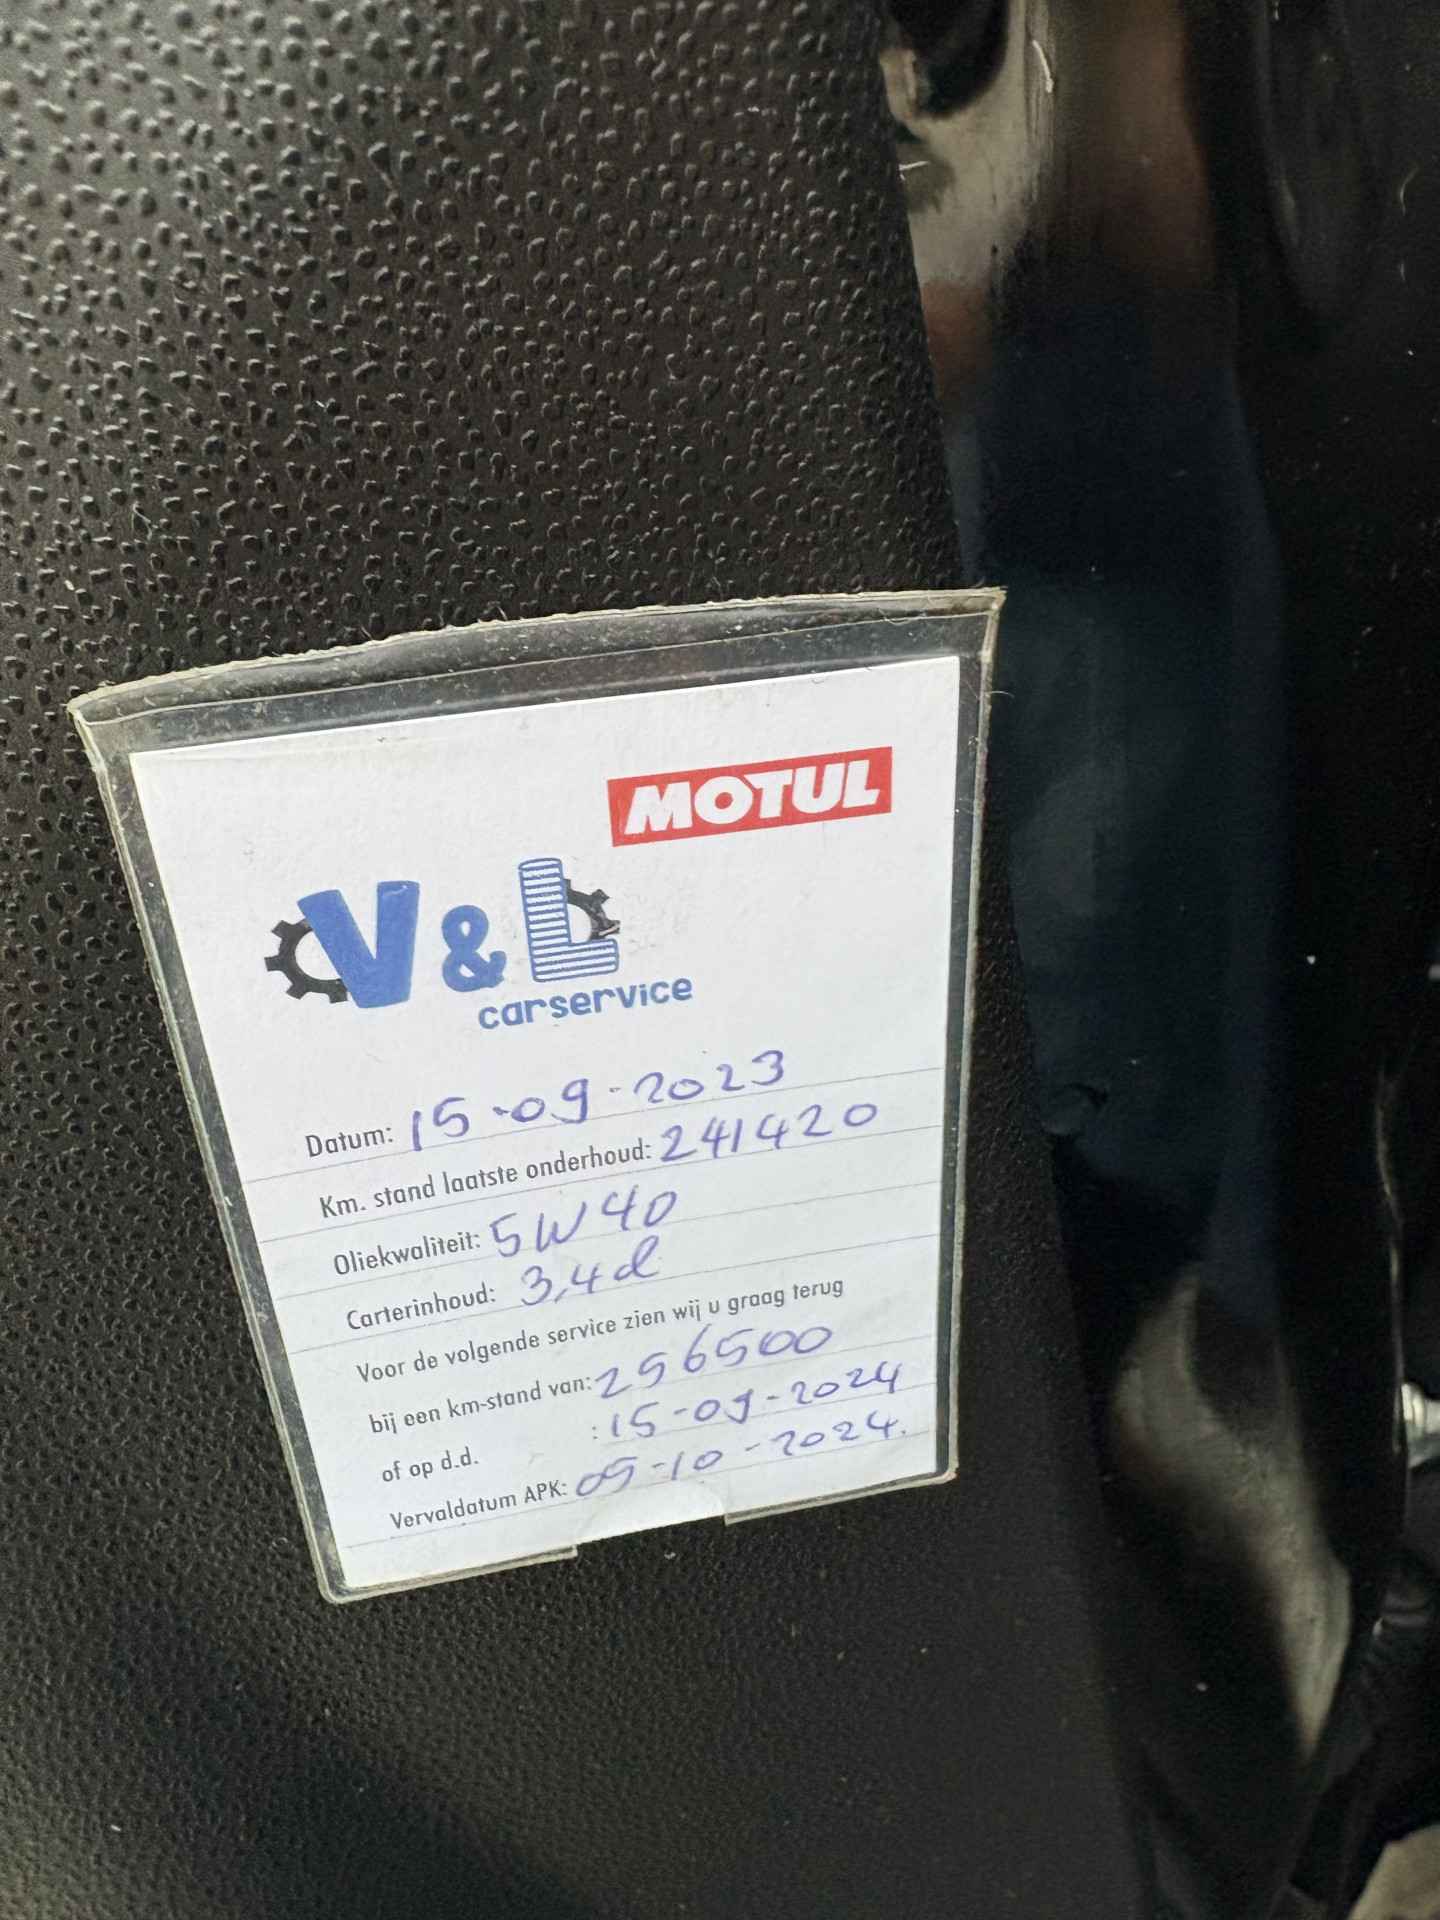 MOTUL
V & L
carservice
Datum: 15-09-2023
Km. stand laatste onderhoud: 241420
Oliekwaliteit: 5W40
Carterinhoud: 3,4 l
Voor de volgende service zien wij u graag terug
bij een km-stand van: 256500
of op d.d. : 15-09-2024
Vervaldatum APK: 05-10-2024.